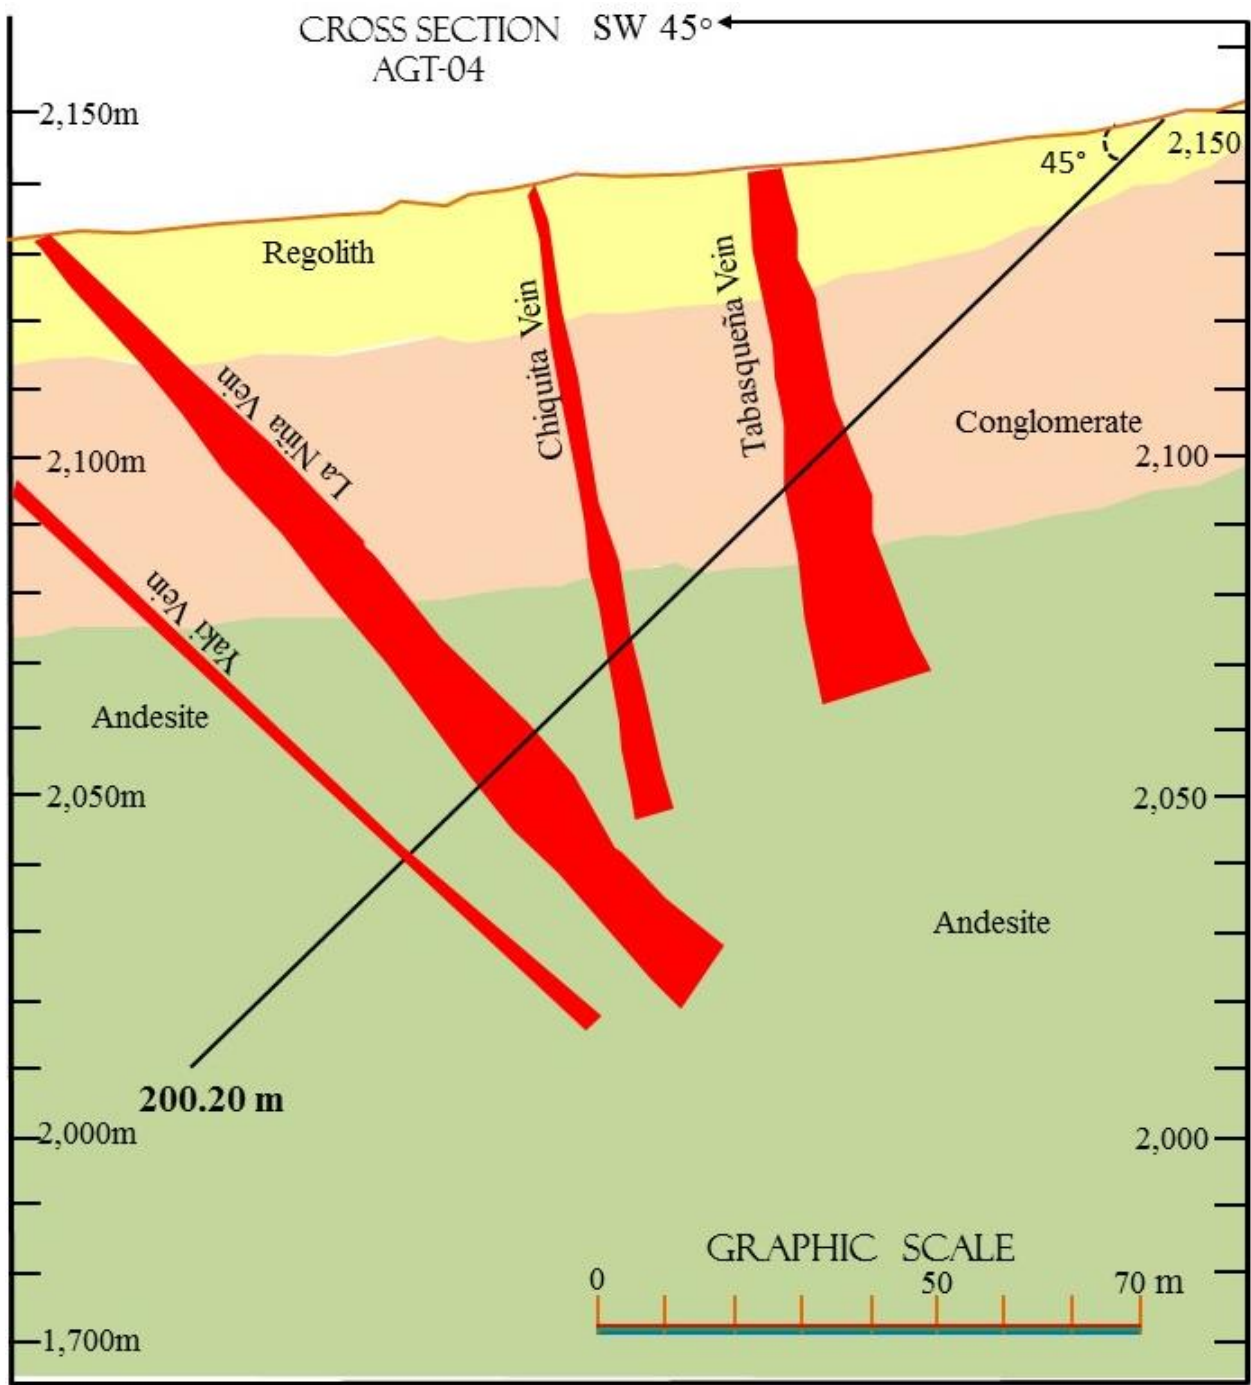 CROSS SECTION SW 45°
AGT-04
2,150m
2,150
45°
Regolith
Chiquita Vein
Tabasqueña Vein
La Niña Vein
Conglomerate
2,100m
2,100
Yaki Vein
Andesite
2,050m
2,050
Andesite
200.20 m
2,000m
2,000
GRAPHIC SCALE
0 50 70 m
1,700m